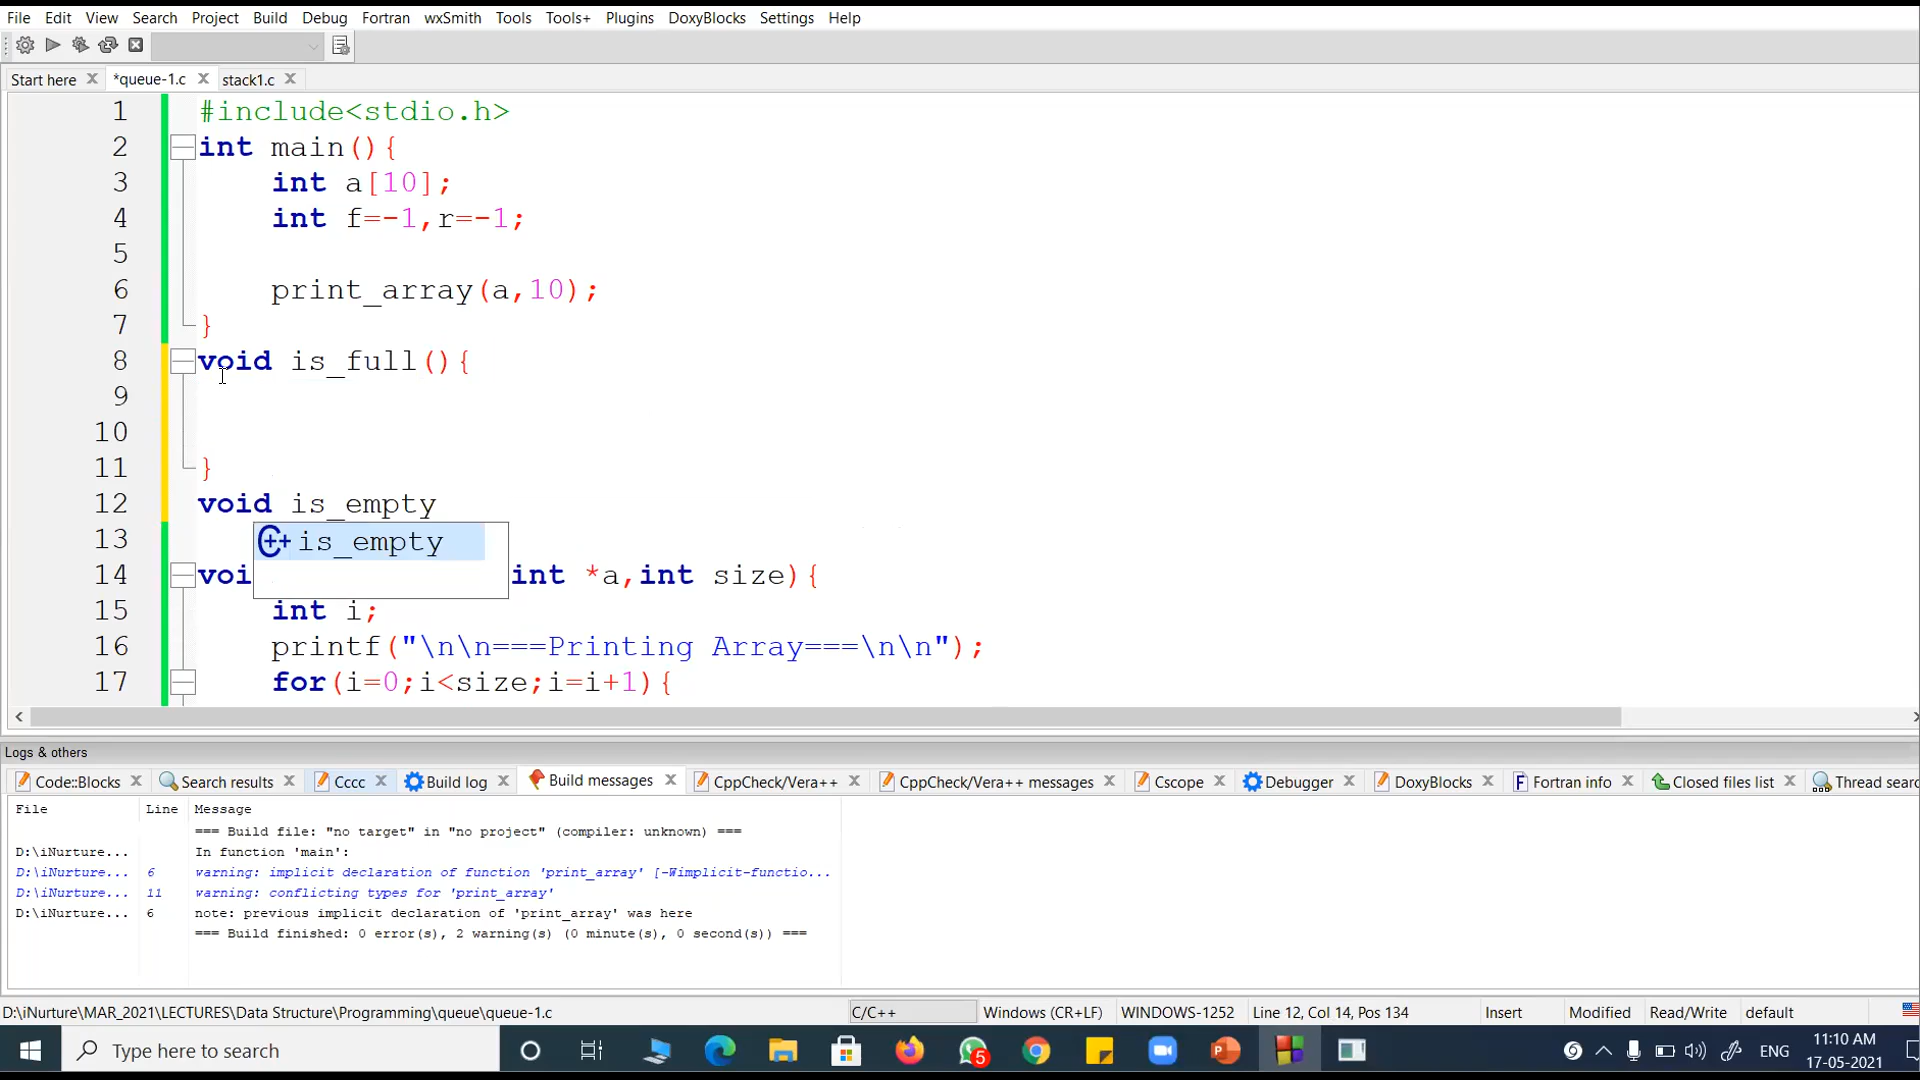 File Edit View Search Project Build Debug Fortran wxSmith Tools Tools+ Plugins DoxyBlocks Settings Help
Start here *queue-1.c stack1.c
1 #include<stdio.h>
2 int main(){
3 int a[10];
4 int f=-1,r=-1;
5
6 print_array(a,10);
7 }
8 void is_full(){
9
10
11 }
12 void is_empty
13 is_empty
14 voi int *a,int size){
15 int i;
16 printf("\n\n===Printing Array===\n\n");
17 for(i=0;i<size;i=i+1){
Logs & others
Code::Blocks Search results Cccc Build log Build messages CppCheck/Vera++ CppCheck/Vera++ messages Cscope Debugger DoxyBlocks Fortran info Closed files list Thread searc
File Line Message
=== Build file: "no target" in "no project" (compiler: unknown) ===
D:\iNurture... In function 'main':
D:\iNurture... 6 warning: implicit declaration of function 'print_array' [-Wimplicit-functio...
D:\iNurture... 11 warning: conflicting types for 'print_array'
D:\iNurture... 6 note: previous implicit declaration of 'print_array' was here
=== Build finished: 0 error(s), 2 warning(s) (0 minute(s), 0 second(s)) ===
D:\iNurture\MAR_2021\LECTURES\Data Structure\Programming\queue\queue-1.c C/C++ Windows (CR+LF) WINDOWS-1252 Line 12, Col 14, Pos 134 Insert Modified Read/Write default
Type here to search 5 ENG 11:10 AM
17-05-2021